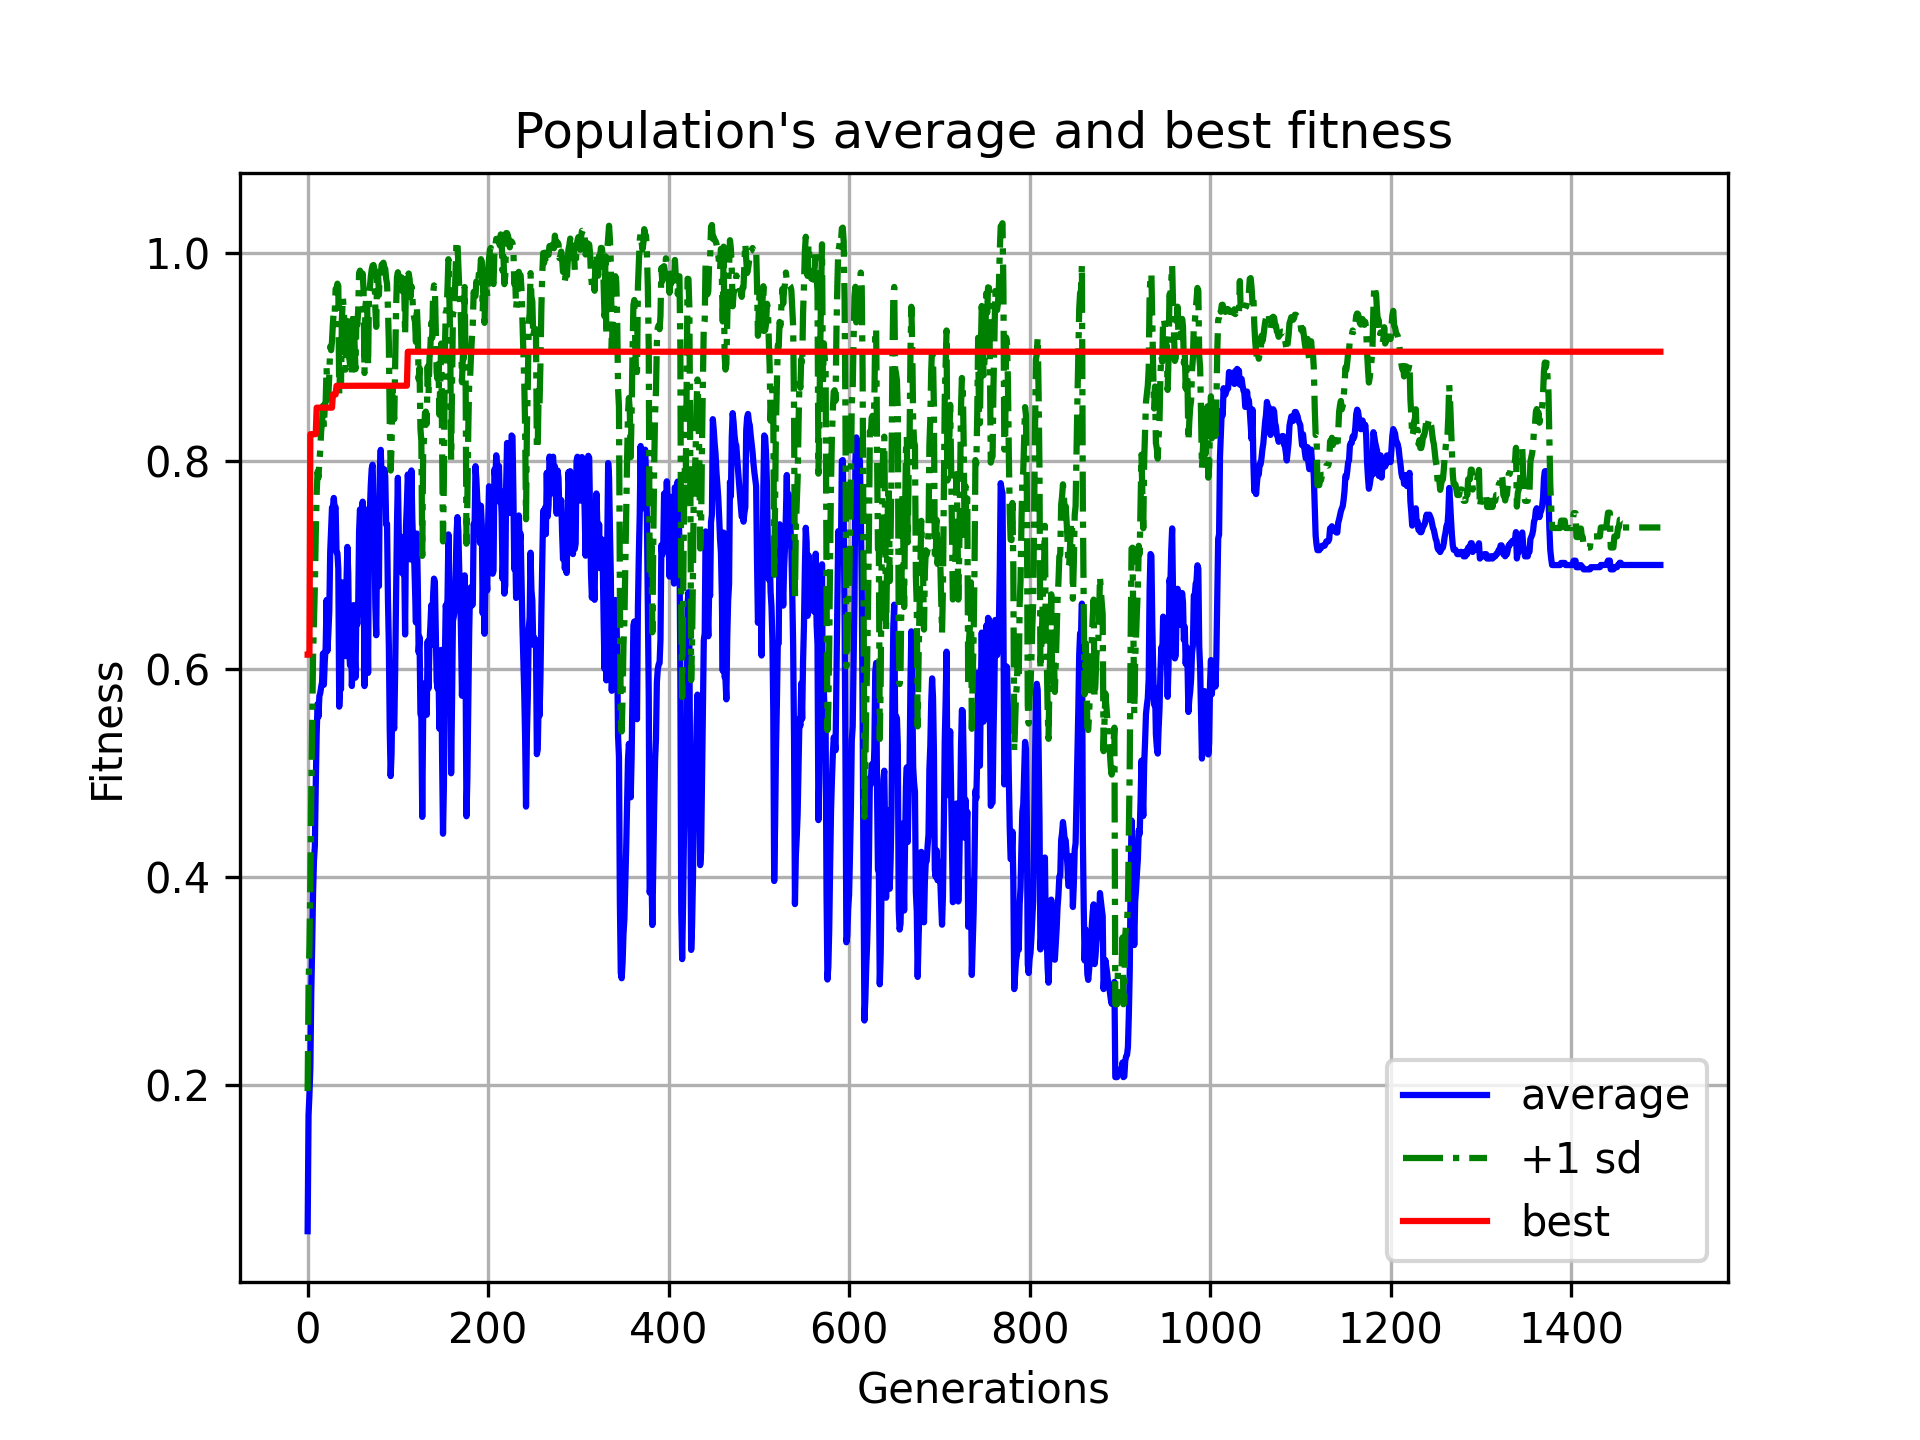 Population's average and best fitness
1.0
0.8
0.6
0.4
0.2
Fitness
0 200 400 600 800 1000 1200 1400
Generations
average
+1 sd
best